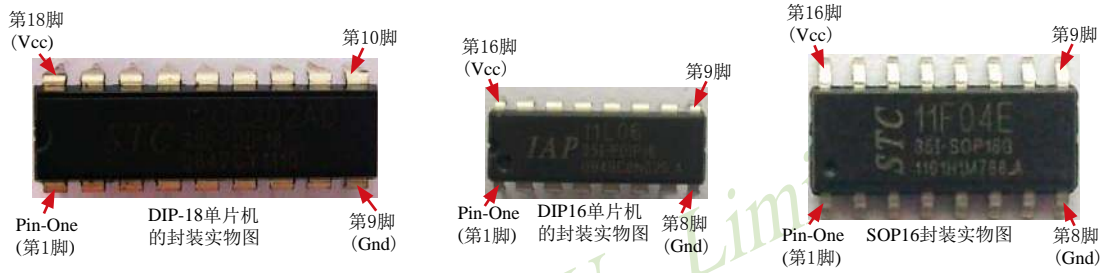 第18脚
(Vcc)
第10脚
STC
Pin-One
(第1脚)
DIP-18单片机
的封装实物图
第9脚
(Gnd)
第16脚
(Vcc)
第9脚
IAP
11L06
Pin-One
(第1脚)
DIP16单片机
的封装实物图
第8脚
(Gnd)
第16脚
(Vcc)
第9脚
STC
11F04E
35I-SOP16G
1101H1M766.A
Pin-One
(第1脚)
SOP16封装实物图
第8脚
(Gnd)
Limi